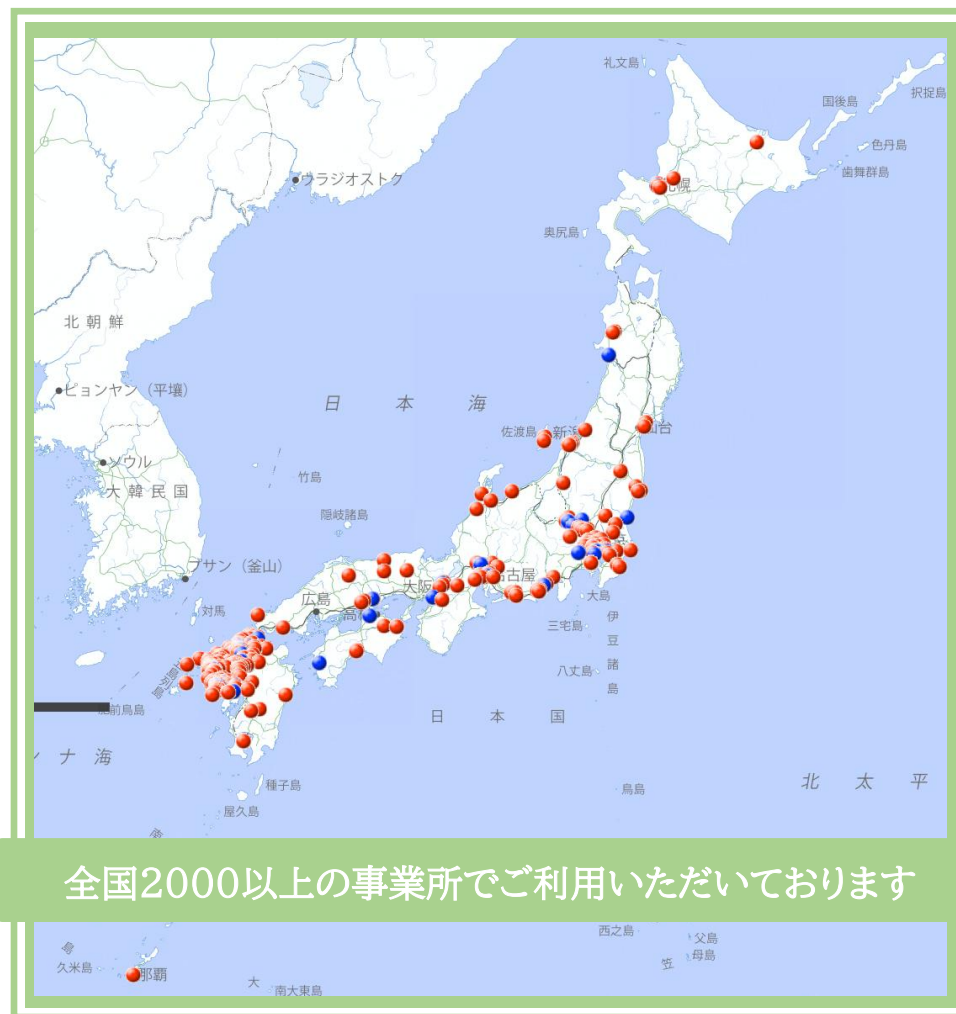 礼文島
択捉島
国後島
色丹島
歯舞群島
ウラジオストク
奥尻島
北朝鮮
ピョンヤン（平壌）
日本海
佐渡島
ソウル
竹島
大韓民国
隠岐諸島
プサン（釜山）
名古屋
大阪
広島
大島
対馬
三宅島
伊豆諸島
八丈島
日本国
ナ海
北太平
種子島
鳥島
屋久島
全国2000以上の事業所でご利用いただいております
西之島
父島
母島
久米島
那覇
大
南大東島
笠